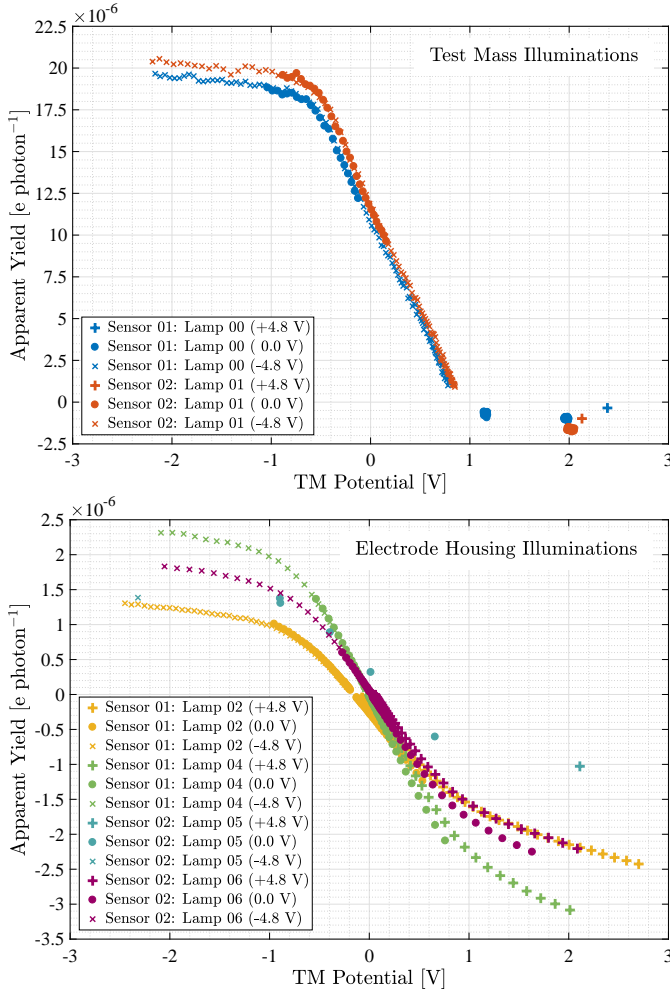 ×10⁻⁶
22.5
Test Mass Illuminations
20
17.5
15
12.5
10
7.5
5
2.5
0
-2.5
Apparent Yield [e photon⁻¹]
Sensor 01: Lamp 00 (+4.8 V)
Sensor 01: Lamp 00 ( 0.0 V)
Sensor 01: Lamp 00 (-4.8 V)
Sensor 02: Lamp 01 (+4.8 V)
Sensor 02: Lamp 01 ( 0.0 V)
Sensor 02: Lamp 01 (-4.8 V)
-3 -2 -1 0 1 2 3
TM Potential [V]
×10⁻⁶
2.5
Electrode Housing Illuminations
2
1.5
1
0.5
0
-0.5
-1
-1.5
-2
-2.5
-3
-3.5
Apparent Yield [e photon⁻¹]
Sensor 01: Lamp 02 (+4.8 V)
Sensor 01: Lamp 02 (0.0 V)
Sensor 01: Lamp 02 (-4.8 V)
Sensor 01: Lamp 04 (+4.8 V)
Sensor 01: Lamp 04 (0.0 V)
Sensor 01: Lamp 04 (-4.8 V)
Sensor 02: Lamp 05 (+4.8 V)
Sensor 02: Lamp 05 (0.0 V)
Sensor 02: Lamp 05 (-4.8 V)
Sensor 02: Lamp 06 (+4.8 V)
Sensor 02: Lamp 06 (0.0 V)
Sensor 02: Lamp 06 (-4.8 V)
-3 -2 -1 0 1 2 3
TM Potential [V]